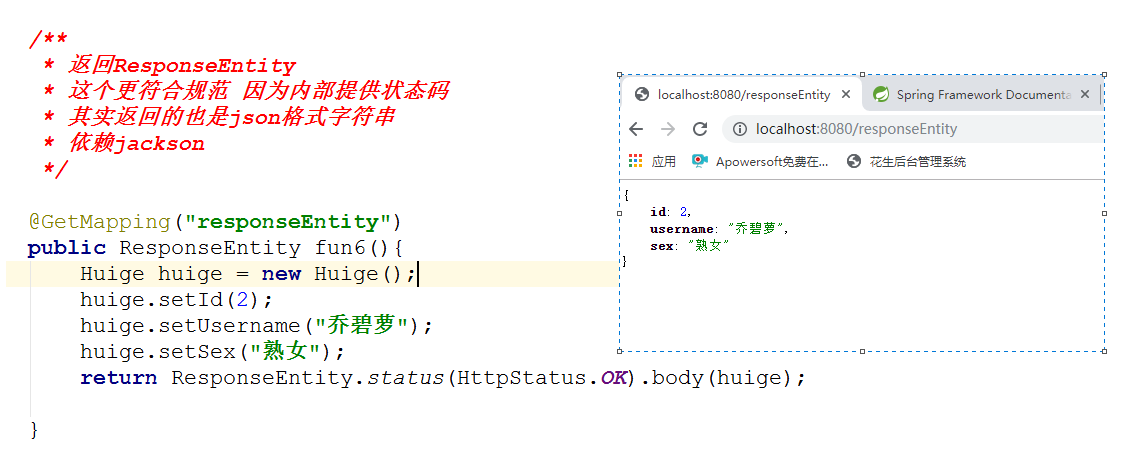 /**
* 返回ResponseEntity
* 这个更符合规范 因为内部提供状态码
* 其实返回的也是json格式字符串
* 依赖jackson
*/
@GetMapping("responseEntity")
public ResponseEntity fun6(){
Huige huige = new Huige();
huige.setId(2);
huige.setUsername("乔碧萝");
huige.setSex("熟女");
return ResponseEntity.status(HttpStatus.OK).body(huige);
}
localhost:8080/responseEntity
Spring Framework Documenta
localhost:8080/responseEntity
应用 Apowersoft免费在... 花生后台管理系统
{
id: 2,
username: "乔碧萝",
sex: "熟女"
}